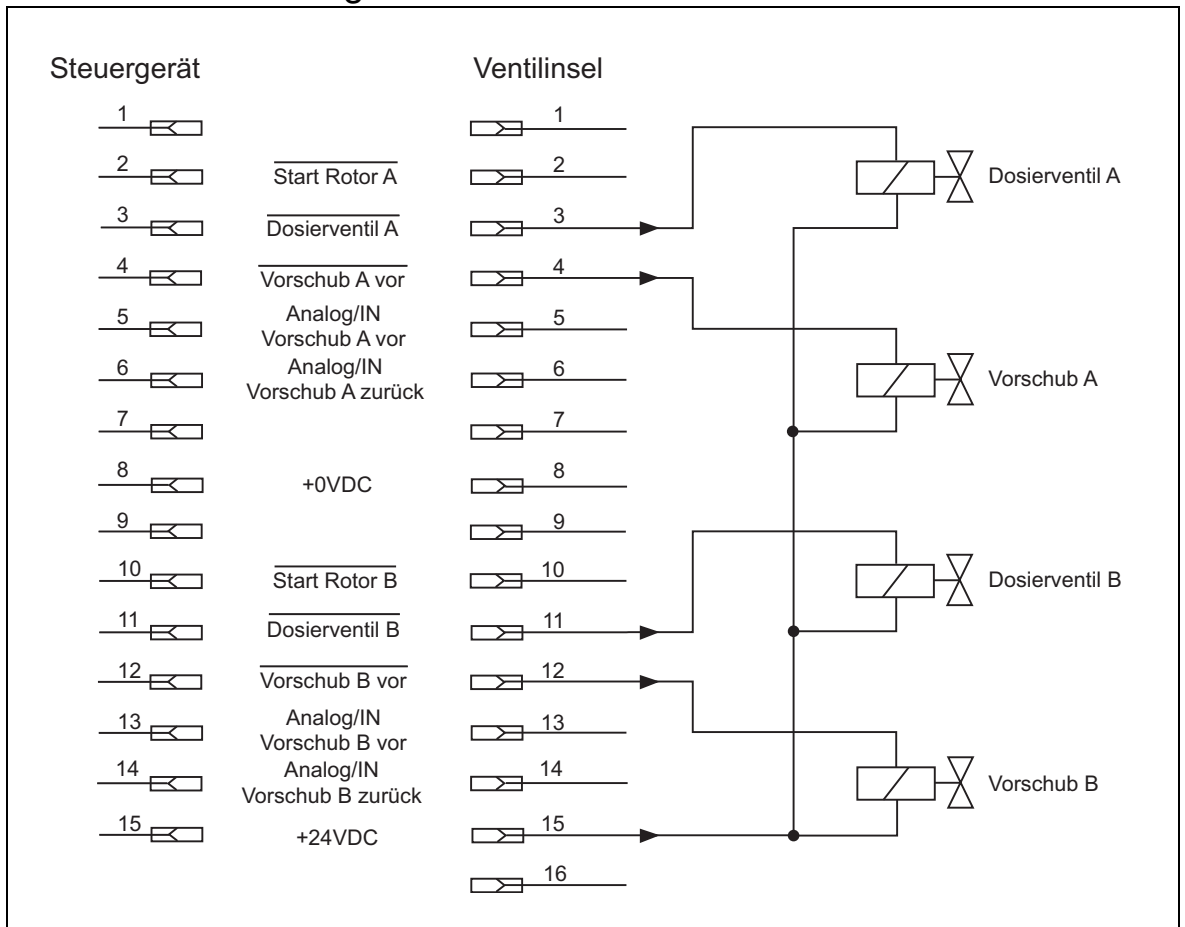 Steuergerät Ventilinsel
1 1
2 Start Rotor A 2 Dosierventil A
3 Dosierventil A 3
4 Vorschub A vor 4
5 Analog/IN 5
Vorschub A vor
6 Analog/IN 6 Vorschub A
Vorschub A zurück
7 7
8 +0VDC 8
9 9
10 Start Rotor B 10 Dosierventil B
11 Dosierventil B 11
12 Vorschub B vor 12
13 Analog/IN 13
Vorschub B vor
14 Analog/IN 14 Vorschub B
Vorschub B zurück
15 +24VDC 15
16